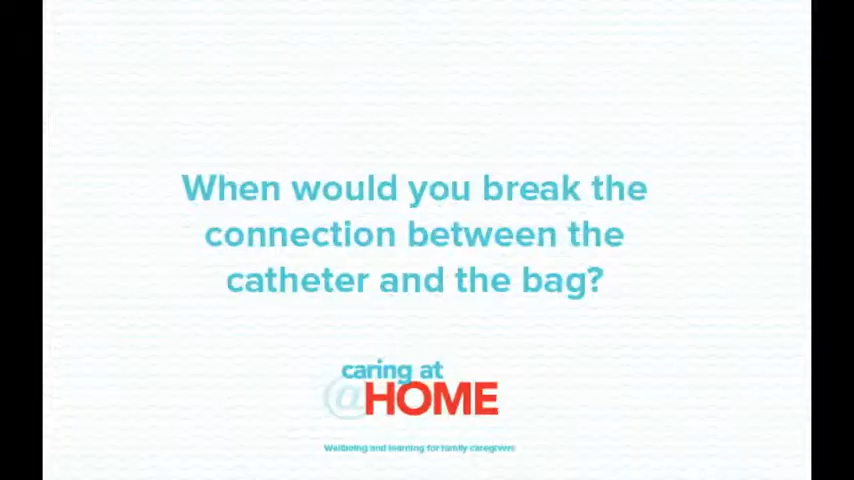 When would you break the
connection between the
catheter and the bag?
caring at
@HOME
Wellbeing and learning for family caregivers